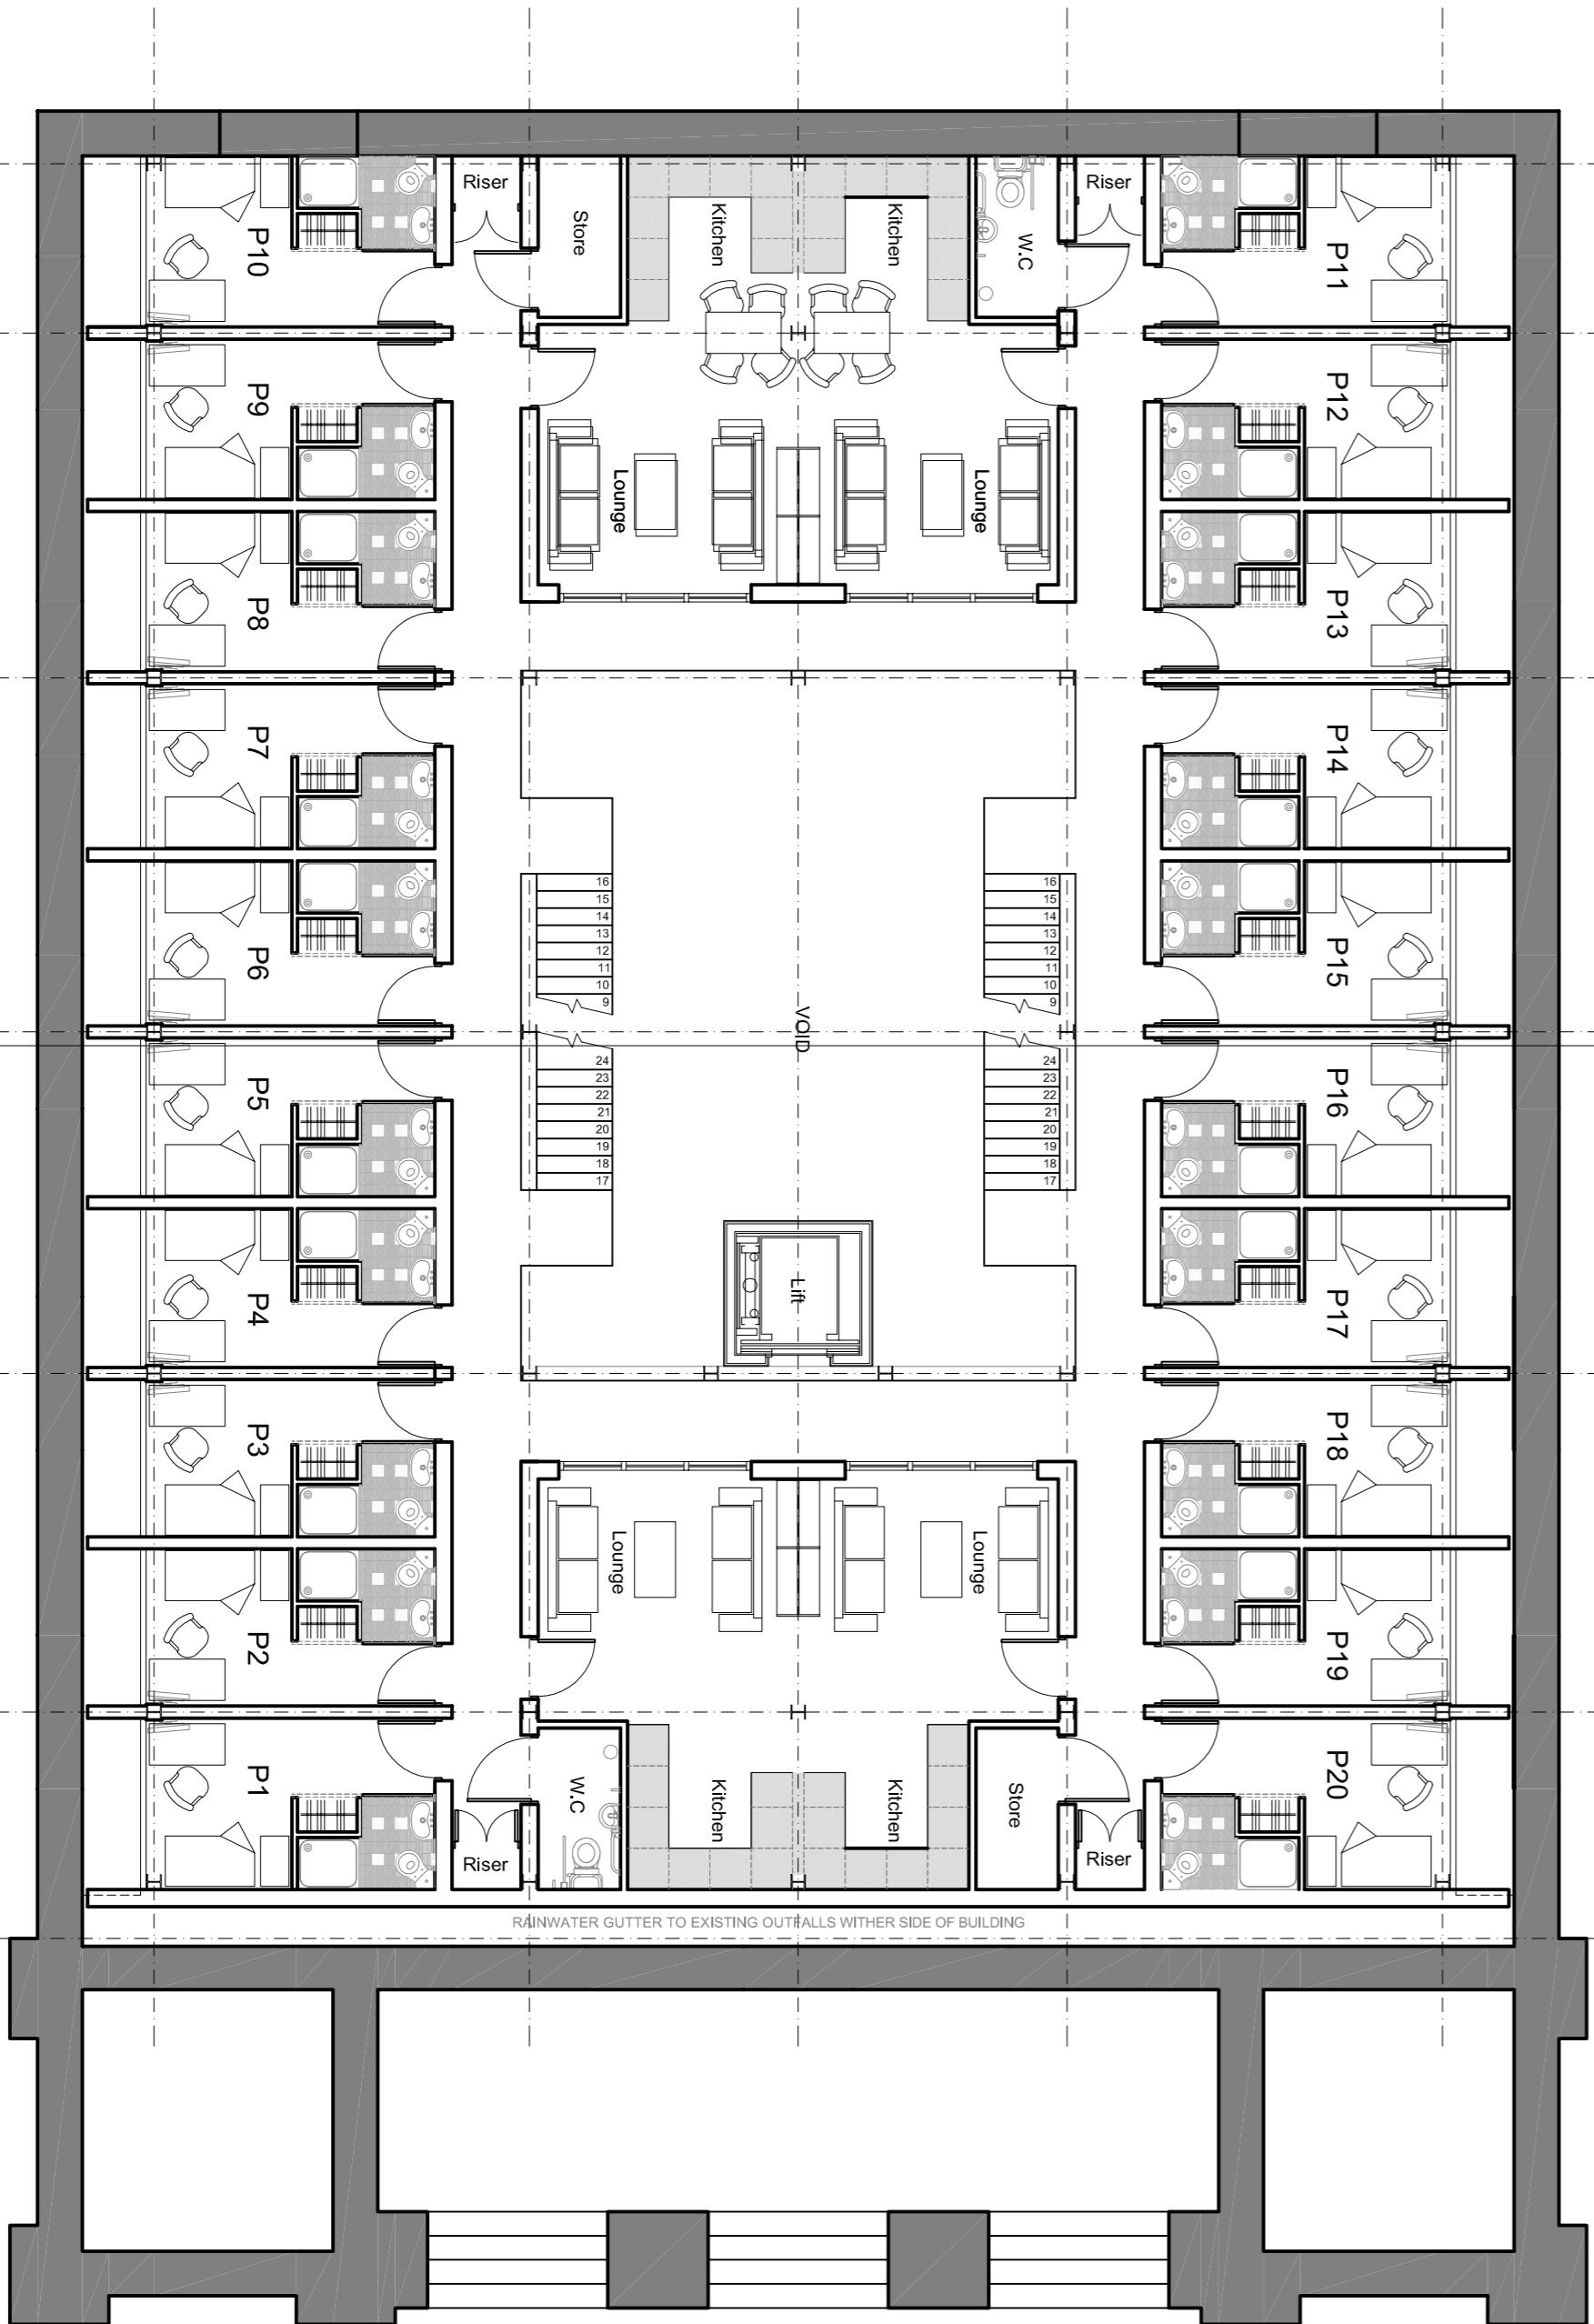 Riser
Riser
Store
Kitchen
Kitchen
W.C
P10
P11
P9
P12
Lounge
Lounge
P8
P13
P7
P14
16
15
14
13
12
11
10
9
16
15
14
13
12
11
10
9
P6
P15
VOID
24
23
22
21
20
19
18
17
24
23
22
21
20
19
18
17
P5
P16
Lift
P4
P17
P3
P18
Lounge
Lounge
P2
P19
P1
P20
W.C
Kitchen
Kitchen
Store
Riser
Riser
RAINWATER GUTTER TO EXISTING OUTFALLS WITHER SIDE OF BUILDING